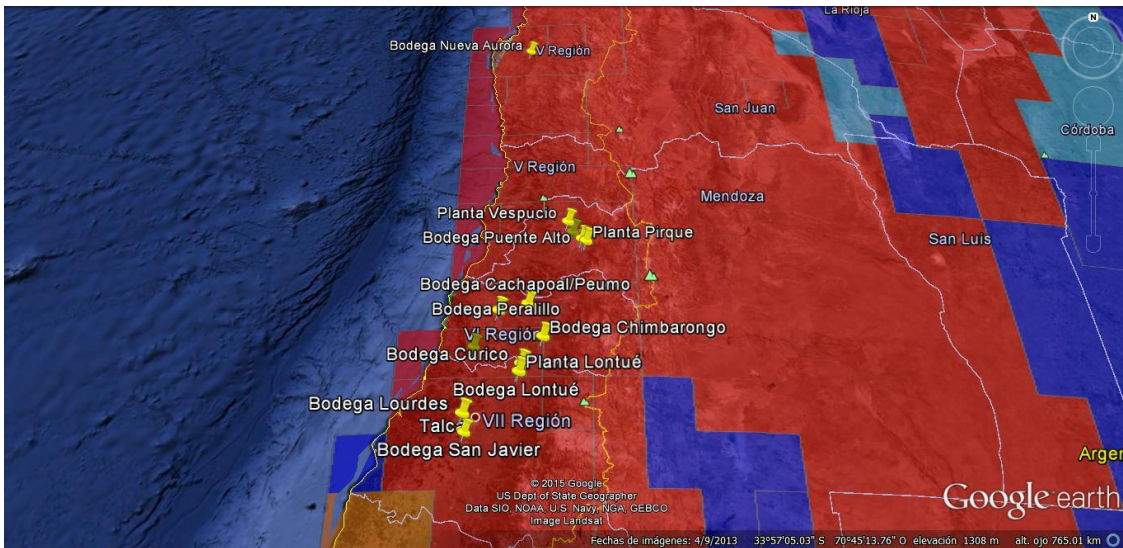 La Rioja
N
Bodega Nueva Aurora
V Región
San Juan
Córdoba
V Región
Mendoza
Planta Vespucio
Bodega Puente Alto
Planta Pirque
San Luis
Bodega Cachapoal/Peumo
Bodega Peralillo
VI Región
Bodega Chimbarongo
Bodega Curico
Planta Lontué
Bodega Lontué
Bodega Lourdes
Talca
VII Región
Bodega San Javier
Argen
© 2015 Google
US Dept of State Geographer
Data SIO, NOAA, U.S. Navy, NGA, GEBCO
Image Landsat
Google earth
Fechas de imágenes: 4/9/2013 33°57'05.03" S 70°45'13.76" O elevación 1308 m alt. ojo 765.01 km